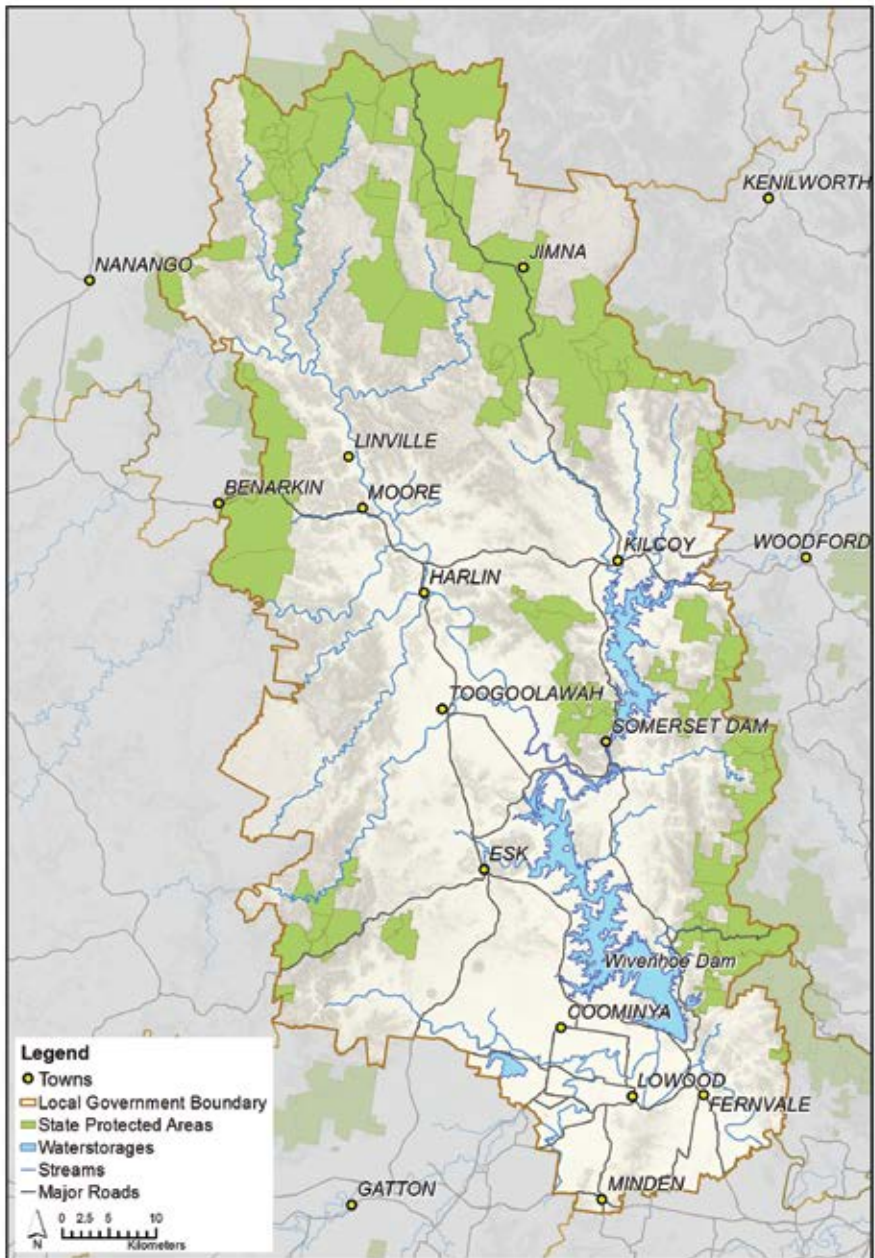 KENILWORTH
JIMNA
NANANGO
LINVILLE
BENARKIN
MOORE
KILCOY
WOODFORD
HARLIN
TOOGOOLAWAH
SOMERSET DAM
ESK
Wivenhoe Dam
COOMINYA
LOWOOD
FERNVALE
MINDEN
GATTON
Legend
Towns
Local Government Boundary
State Protected Areas
Waterstorages
Streams
Major Roads
N
0 2.5 5 10
Kilometers